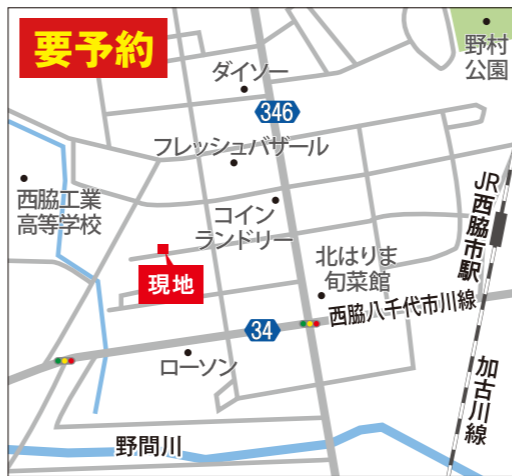 要予約
野村
公園
ダイソー
346
フレッシュバザール
西脇工業
高等学校
コイン
ランドリー
JR西脇市駅
現地
北はりま
旬菜館
西脇八千代市川線
34
ローソン
加古川線
野間川